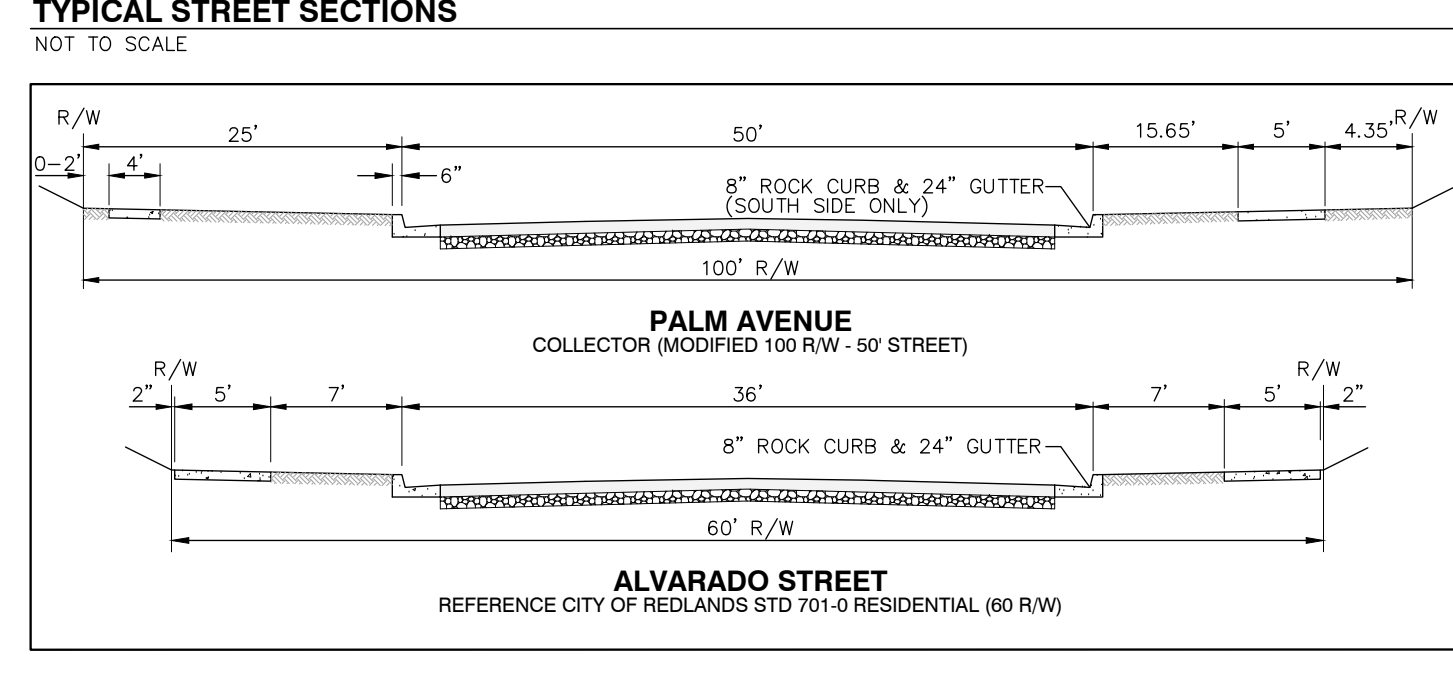 TYPICAL STREET SECTIONS
NOT TO SCALE
R/W
25'
50'
15.65'
5'
4.35'
R/W
0-2'
4'
6"
8" ROCK CURB & 24" GUTTER
(SOUTH SIDE ONLY)
100' R/W
PALM AVENUE
COLLECTOR (MODIFIED 100 R/W - 50' STREET)
R/W
R/W
2"
5'
7'
36'
7'
5'
2"
8" ROCK CURB & 24" GUTTER
60' R/W
ALVARADO STREET
REFERENCE CITY OF REDLANDS STD 701-0 RESIDENTIAL (60 R/W)